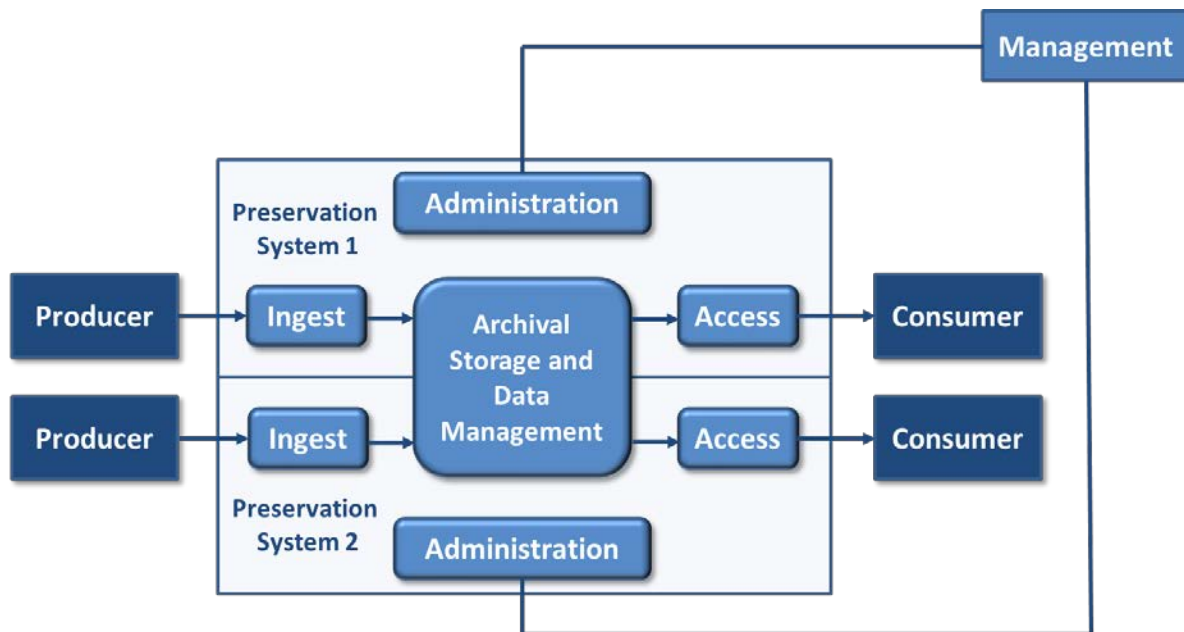 Management
Administration
Preservation
System 1
Producer
Ingest
Archival
Storage and
Data
Management
Access
Consumer
Producer
Ingest
Access
Consumer
Preservation
System 2
Administration